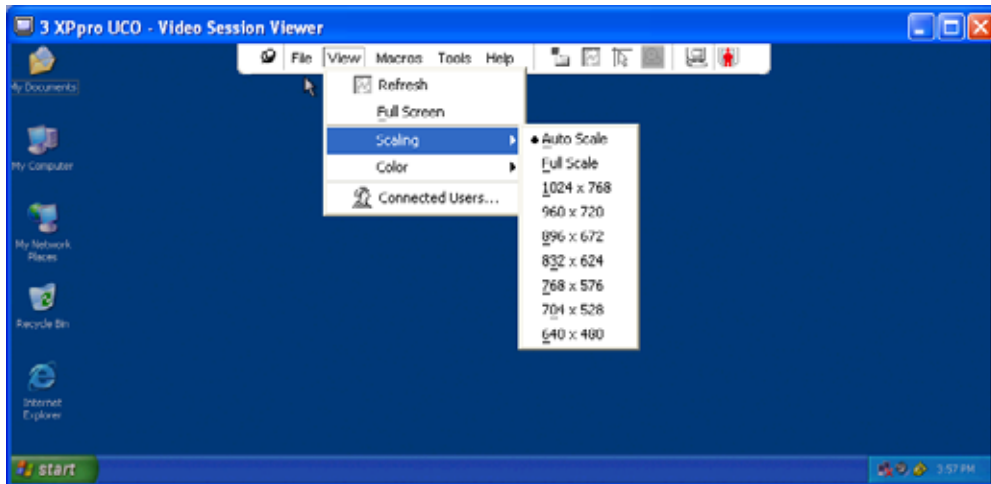 3 XPpro UCO - Video Session Viewer
File View Macros Tools Help
My Documents
Refresh
Full Screen
Scaling
Color
Connected Users...
Auto Scale
Full Scale
1024 x 768
960 x 720
896 x 672
832 x 624
768 x 576
704 x 528
640 x 480
My Computer
My Network
Places
Recycle Bin
Internet
Explorer
start
3:57 PM